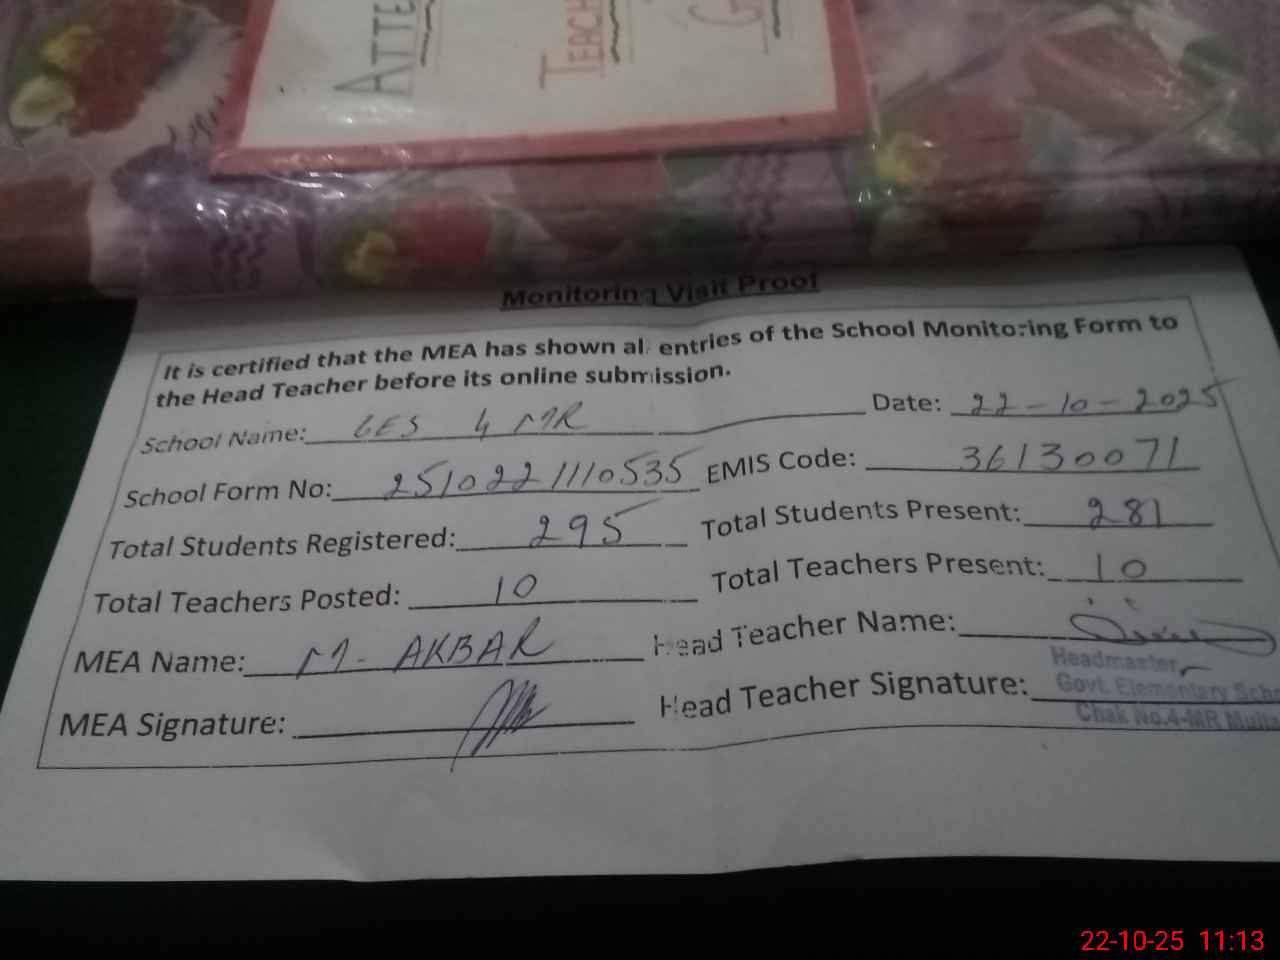 ATTE
TEACH
G
Monitoring Visit Proof
It is certified that the MEA has shown all entries of the School Monitoring Form to
the Head Teacher before its online submission.
School Name: GES 4 MR Date: 22-10-2025
School Form No: 2510221110535 EMIS Code: 36130071
Total Students Registered: 295 Total Students Present: 281
Total Teachers Posted: 10 Total Teachers Present: 10
MEA Name: M. AKBAR Head Teacher Name:
MEA Signature: Head Teacher Signature:
Headmaster
Govt. Elementary Scho
Chak No.4-MR Multa
22-10-25 11:13